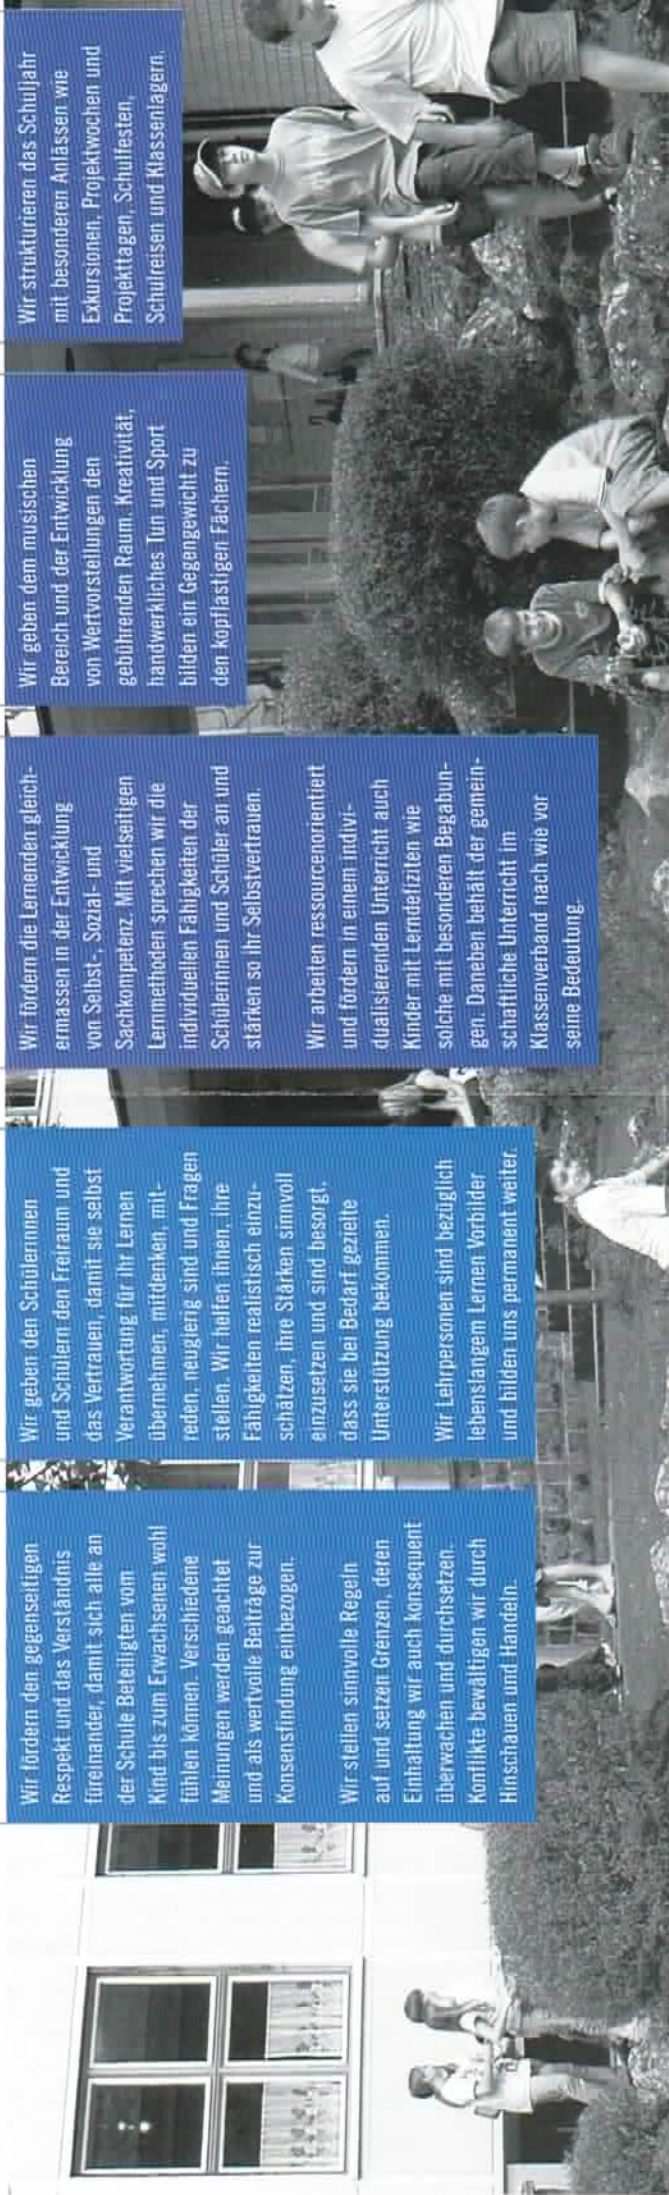 Wir fördern den gegenseitigen
Respekt und das Verständnis
füreinander, damit sich alle an
der Schule Beteiligten vom
Kind bis zum Erwachsenen wohl
fühlen können. Verschiedene
Meinungen werden geachtet
und als wertvolle Beiträge zur
Konsensfindung einbezogen.
Wir stellen sinnvolle Regeln
auf und setzen Grenzen, deren
Einhaltung wir auch konsequent
überwachen und durchsetzen.
Konflikte bewältigen wir durch
Hinschauen und Handeln.
Wir geben den Schülerinnen
und Schülern den Freiraum und
das Vertrauen, damit sie selbst
Verantwortung für ihr Lernen
übernehmen, mitdenken, mit-
reden, neugierig sind und Fragen
stellen. Wir helfen ihnen, ihre
Fähigkeiten realistisch einzu-
schätzen, ihre Stärken sinnvoll
einzusetzen und sind besorgt,
dass sie bei Bedarf gezielte
Unterstützung bekommen.
Wir Lehrpersonen sind bezüglich
lebenslangem Lernen Vorbilder
und bilden uns permanent weiter.
Wir fördern die Lernenden gleich-
ermassen in der Entwicklung
von Selbst-, Sozial- und
Sachkompetenz. Mit vielseitigen
Lernmethoden sprechen wir die
individuellen Fähigkeiten der
Schülerinnen und Schüler an und
stärken so ihr Selbstvertrauen.
Wir arbeiten ressourcenorientiert
und fördern in einem indivi-
dualisierenden Unterricht auch
Kinder mit Lerndefiziten wie
solche mit besonderen Begabun-
gen. Daneben behält der gemein-
schaftliche Unterricht im
Klassenverband nach wie vor
seine Bedeutung.
Wir geben dem musischen
Bereich und der Entwicklung
von Wertvorstellungen den
gebührenden Raum. Kreativität,
handwerkliches Tun und Sport
bilden ein Gegengewicht zu
den kopflastigen Fächern.
Wir strukturieren das Schuljahr
mit besonderen Anlässen wie
Exkursionen, Projektwochen und
Projekttagen, Schulfesten,
Schulreisen und Klassenlagern.